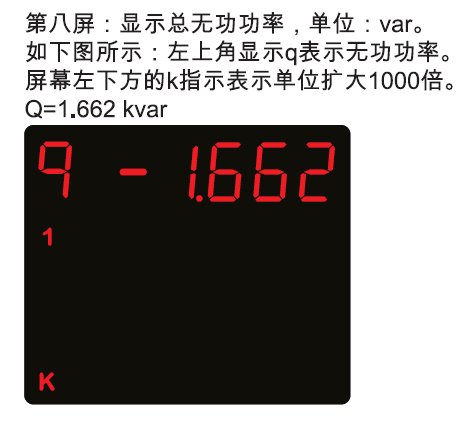 第八屏：显示总无功功率，单位：var。
如下图所示：左上角显示q表示无功功率。
屏幕左下方的k指示表示单位扩大1000倍。
Q=1.662 kvar
q - 1.662
1
K